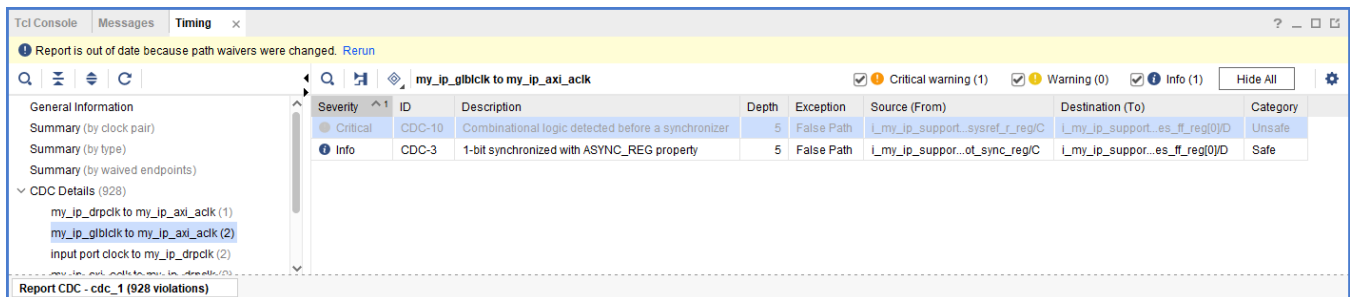 Tcl Console Messages Timing
Report is out of date because path waivers were changed. Rerun
my_ip_glblclk to my_ip_axi_aclk Critical warning (1) Warning (0) Info (1) Hide All
General Information
Summary (by clock pair)
Summary (by type)
Summary (by waived endpoints)
CDC Details (928)
my_ip_drpclk to my_ip_axi_aclk (1)
my_ip_glblclk to my_ip_axi_aclk (2)
input port clock to my_ip_drpclk (2)
my_ip_axi_aclk to my_ip_drpclk (2)
Severity 1 ID Description Depth Exception Source (From) Destination (To) Category
Critical CDC-10 Combinational logic detected before a synchronizer 5 False Path i_my_ip_support...sysref_r_reg/C i_my_ip_support...es_ff_reg[0]/D Unsafe
Info CDC-3 1-bit synchronized with ASYNC_REG property 5 False Path i_my_ip_suppor...ot_sync_reg/C i_my_ip_suppor...es_ff_reg[0]/D Safe
Report CDC - cdc_1 (928 violations)